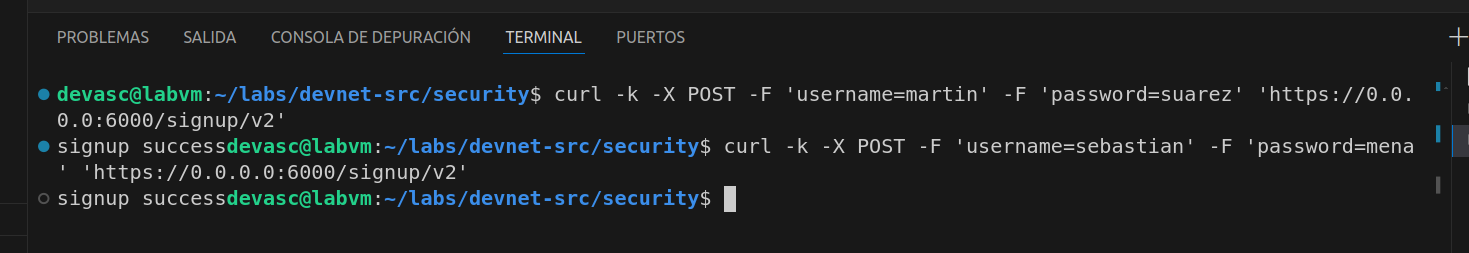 PROBLEMAS SALIDA CONSOLA DE DEPURACIÓN TERMINAL PUERTOS
devasc@labvm:~/labs/devnet-src/security$ curl -k -X POST -F 'username=martin' -F 'password=suarez' 'https://0.0.
0.0:6000/signup/v2'
signup successdevasc@labvm:~/labs/devnet-src/security$ curl -k -X POST -F 'username=sebastian' -F 'password=mena
' 'https://0.0.0.0:6000/signup/v2'
signup successdevasc@labvm:~/labs/devnet-src/security$